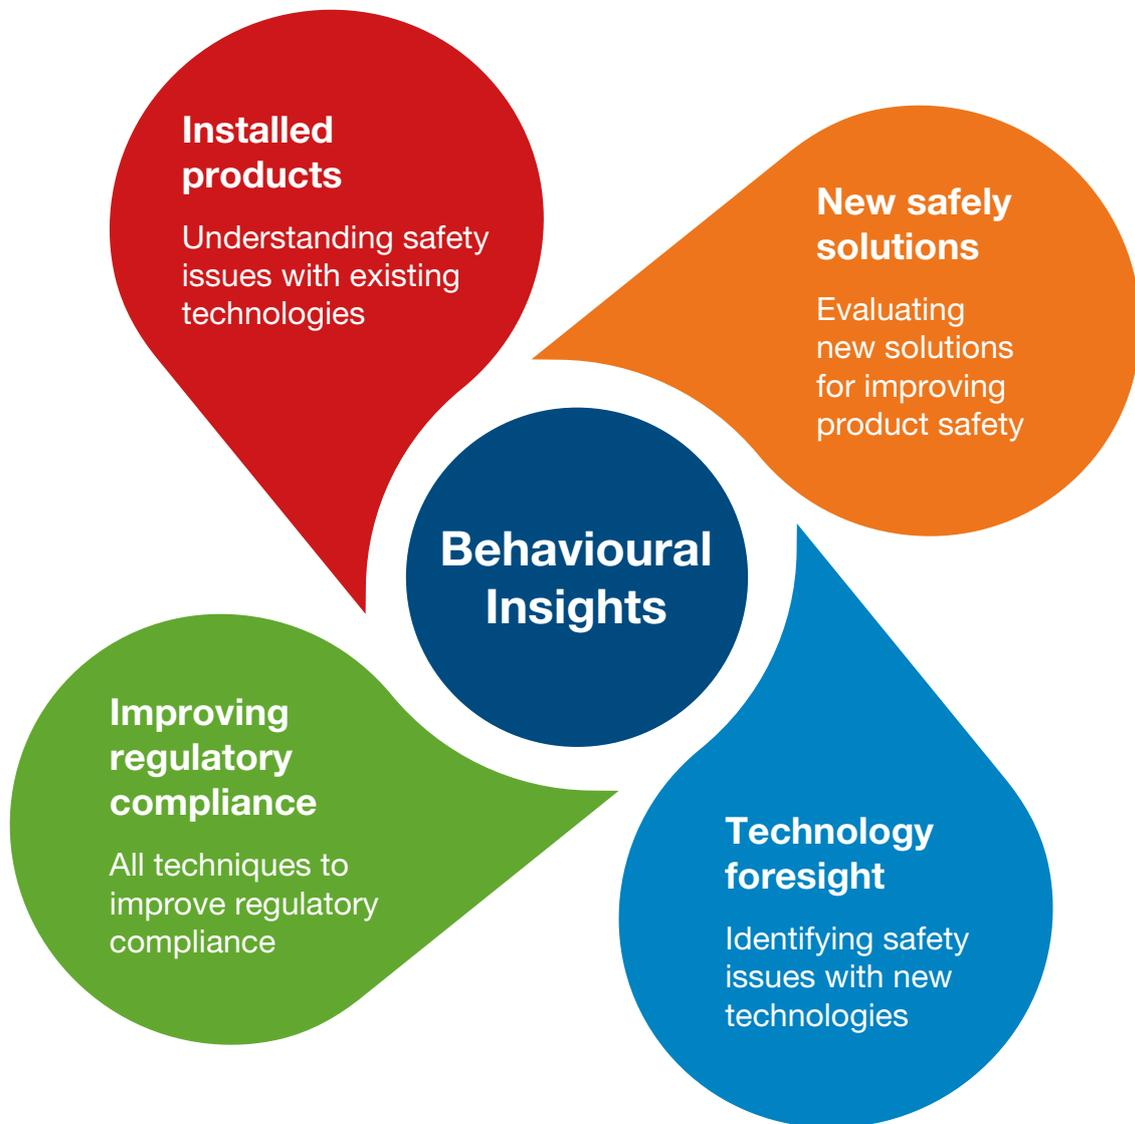 Installed
products
Understanding safety
issues with existing
technologies
New safely
solutions
Evaluating
new solutions
for improving
product safety
Behavioural
Insights
Improving
regulatory
compliance
All techniques to
improve regulatory
compliance
Technology
foresight
Identifying safety
issues with new
technologies